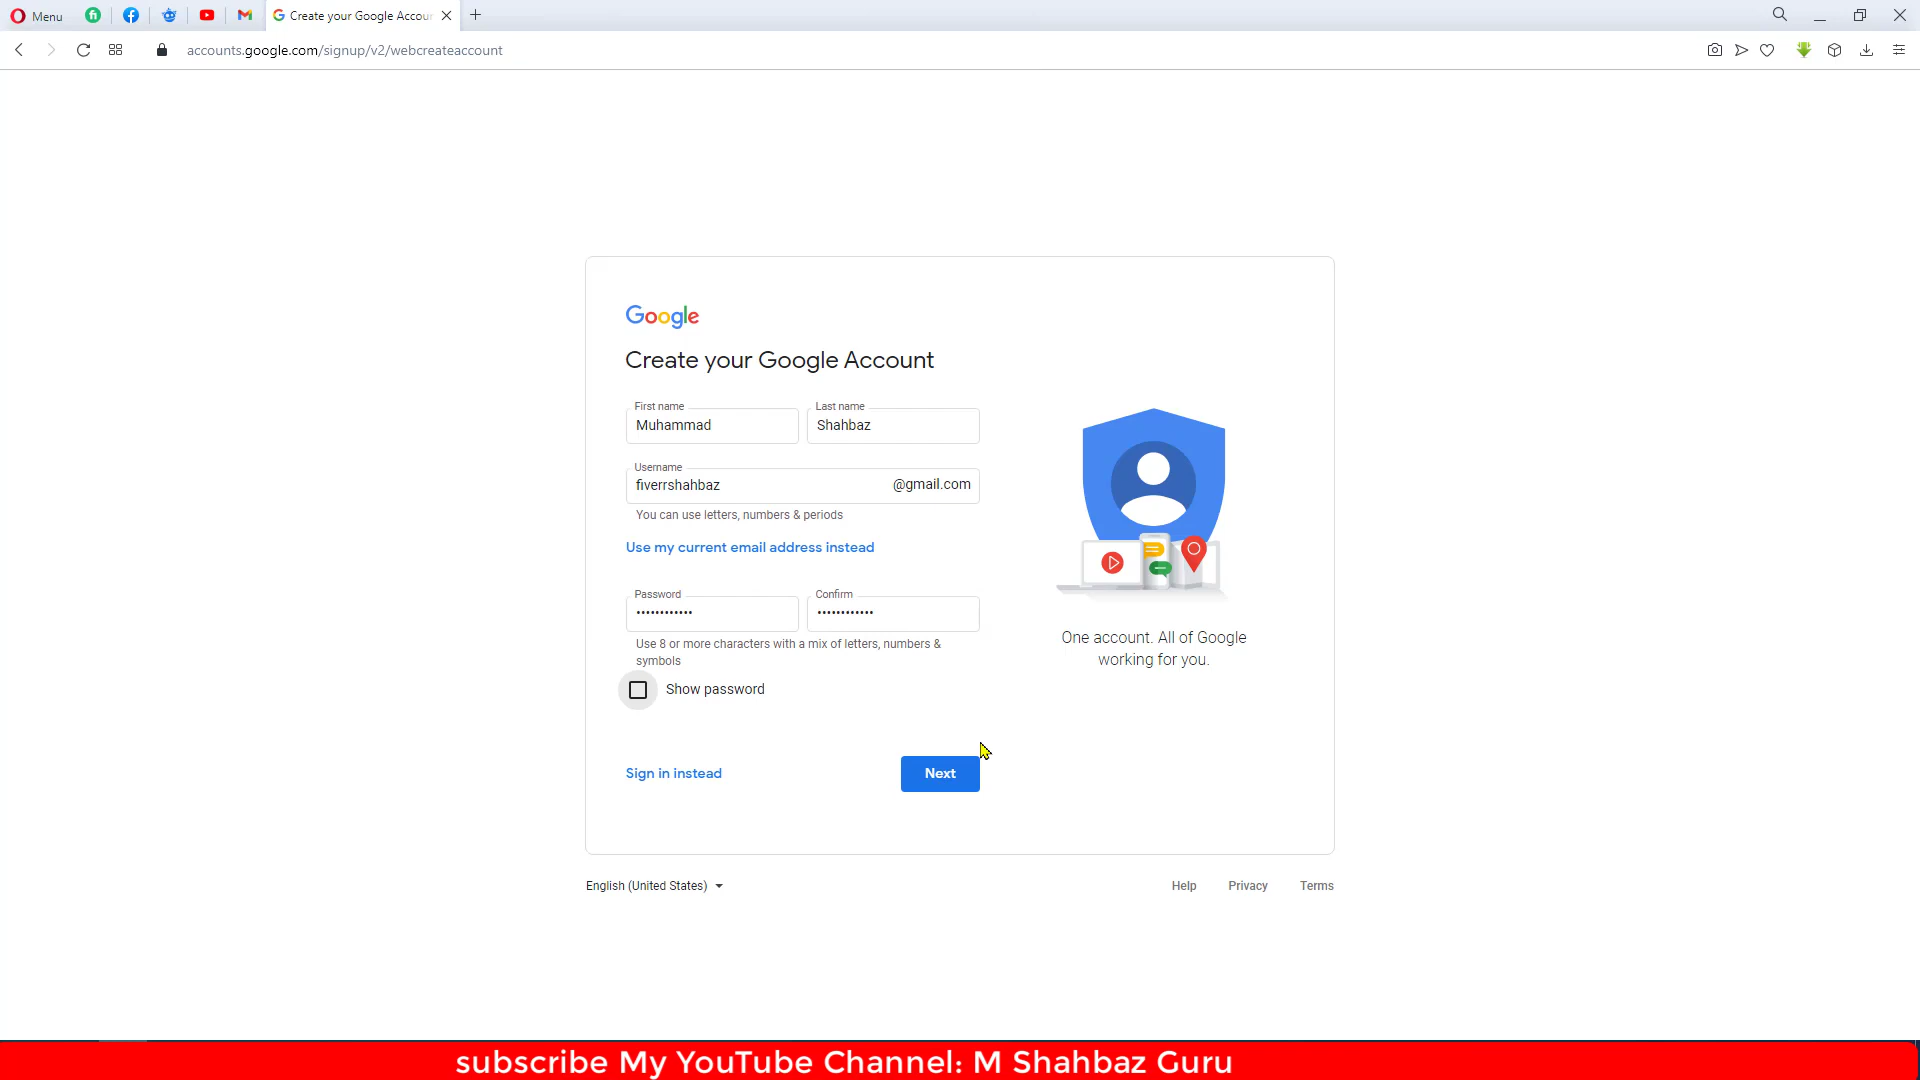 Menu
Create your Google Accour
accounts.google.com/signup/v2/webcreateaccount
Google
Create your Google Account
First name
Muhammad
Last name
Shahbaz
Username
fiverrshahbaz
@gmail.com
You can use letters, numbers & periods
Use my current email address instead
Password
••••••••••••
Confirm
••••••••••••
Use 8 or more characters with a mix of letters, numbers &
symbols
Show password
Sign in instead
Next
One account. All of Google
working for you.
English (United States)
Help
Privacy
Terms
subscribe My YouTube Channel: M Shahbaz Guru